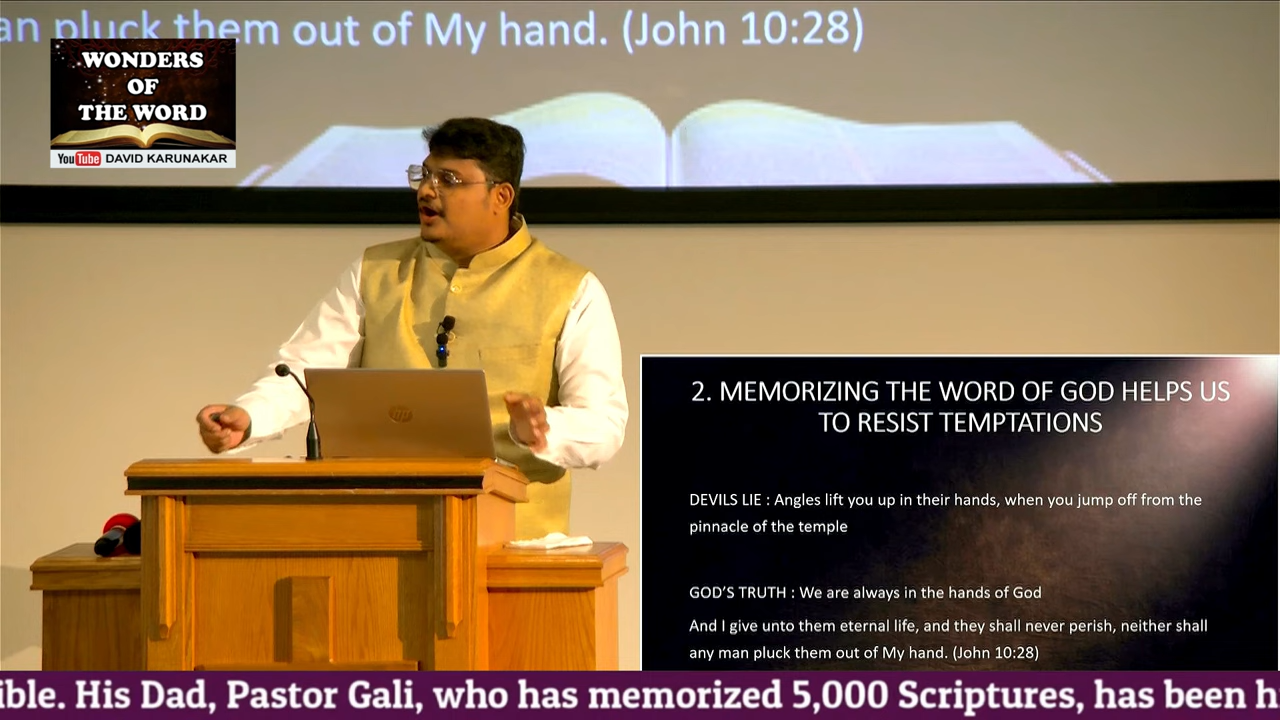 an pluck them out of My hand. (John 10:28)
WONDERS
OF
THE WORD
YouTube DAVID KARUNAKAR
hp
2. MEMORIZING THE WORD OF GOD HELPS US
TO RESIST TEMPTATIONS
DEVILS LIE : Angles lift you up in their hands, when you jump off from the
pinnacle of the temple
GOD'S TRUTH : We are always in the hands of God
And I give unto them eternal life, and they shall never perish, neither shall
any man pluck them out of My hand. (John 10:28)
ible. His Dad, Pastor Gali, who has memorized 5,000 Scriptures, has been h